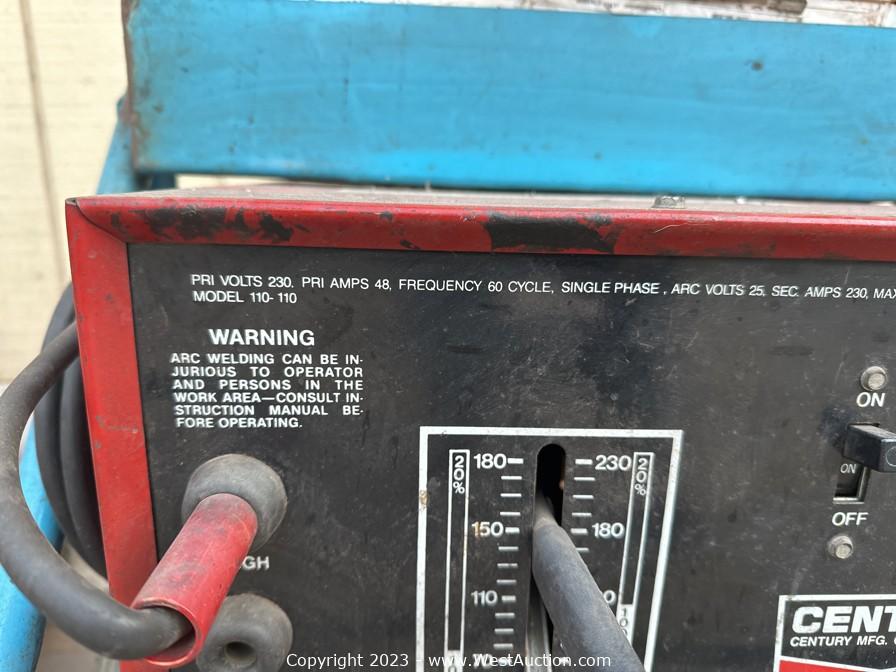 PRI VOLTS 230, PRI AMPS 48, FREQUENCY 60 CYCLE, SINGLE PHASE, ARC VOLTS 25, SEC. AMPS 230, MAX
MODEL 110-110
WARNING
ARC WELDING CAN BE IN-
JURIOUS TO OPERATOR
AND PERSONS IN THE
WORK AREA—CONSULT IN-
STRUCTION MANUAL BE-
FORE OPERATING.
ON
ON
OFF
20% 180 230 20%
150 180
110
GH
CENT
CENTURY MFG.
Copyright 2023 - WestAuction.com